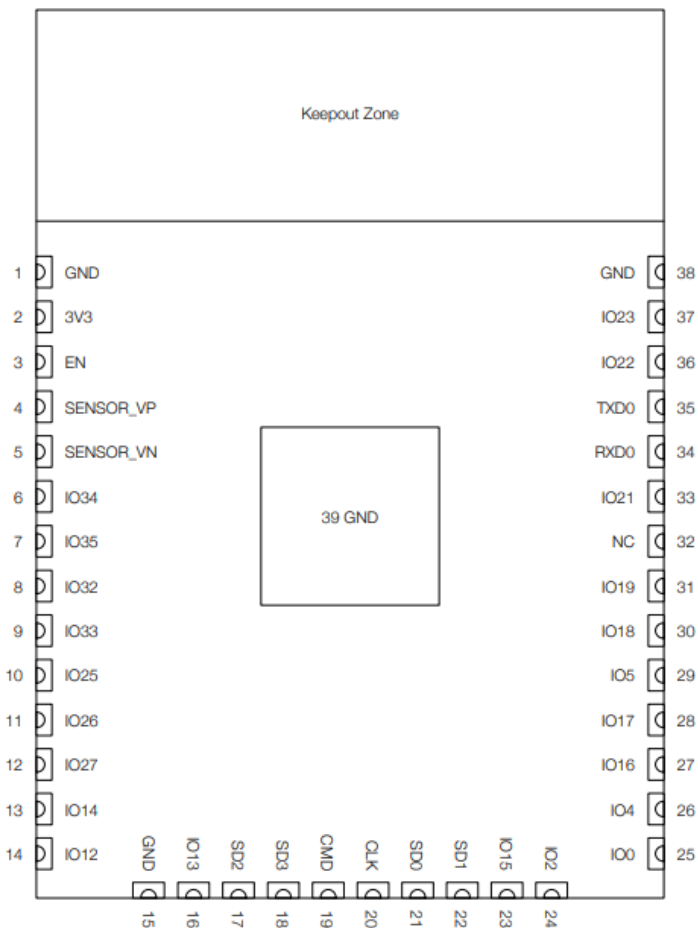 Keepout Zone
1 GND GND 38
2 3V3 IO23 37
3 EN IO22 36
4 SENSOR_VP TXD0 35
5 SENSOR_VN RXD0 34
6 IO34 IO21 33
39 GND
7 IO35 NC 32
8 IO32 IO19 31
9 IO33 IO18 30
10 IO25 IO5 29
11 IO26 IO17 28
12 IO27 IO16 27
13 IO14 IO4 26
14 IO12 IO0 25
GND IO13 SD2 SD3 CMD CLK SD0 SD1 IO15 IO2
15 16 17 18 19 20 21 22 23 24